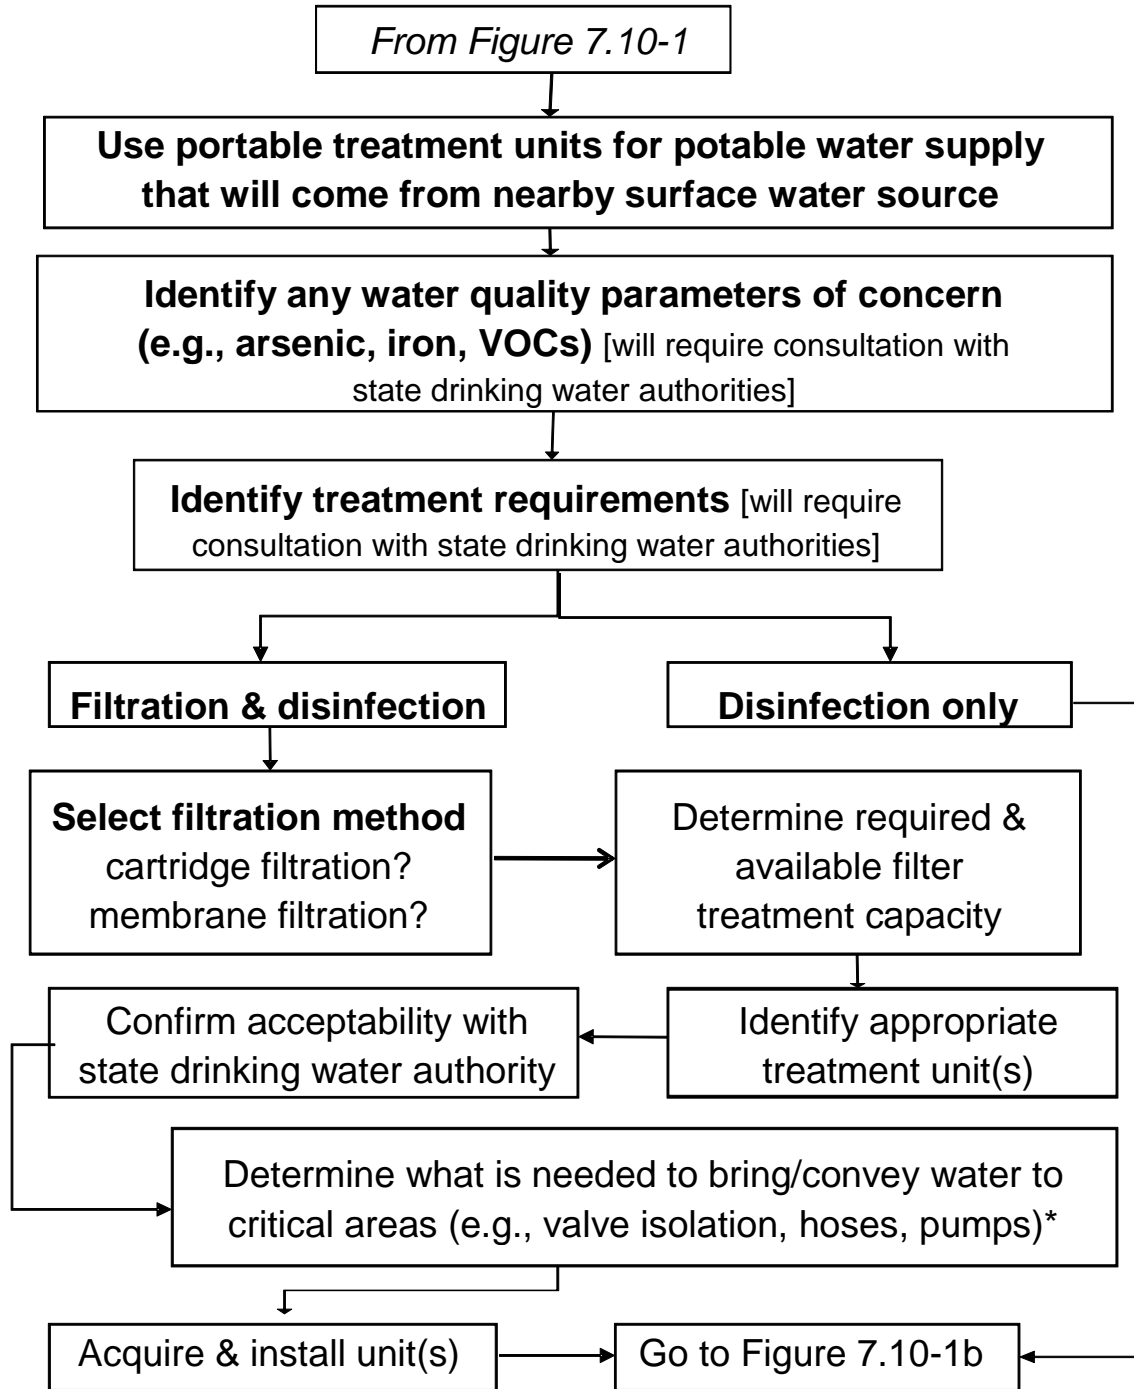 From Figure 7.10-1
Use portable treatment units for potable water supply
that will come from nearby surface water source
Identify any water quality parameters of concern
(e.g., arsenic, iron, VOCs) [will require consultation with
state drinking water authorities]
Identify treatment requirements [will require
consultation with state drinking water authorities]
Filtration & disinfection
Disinfection only
Select filtration method
cartridge filtration?
membrane filtration?
Determine required &
available filter
treatment capacity
Identify appropriate
treatment unit(s)
Confirm acceptability with
state drinking water authority
Determine what is needed to bring/convey water to
critical areas (e.g., valve isolation, hoses, pumps)*
Acquire & install unit(s)
Go to Figure 7.10-1b